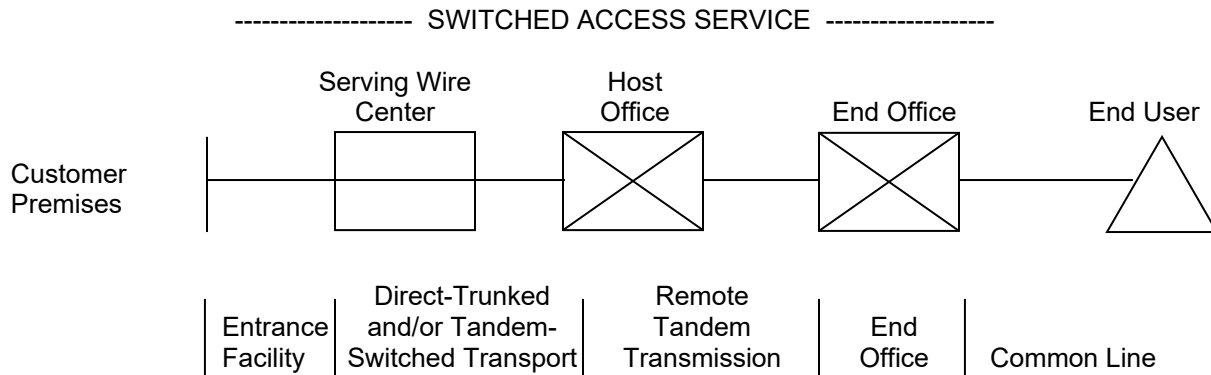 -------------------- SWITCHED ACCESS SERVICE -------------------
Serving Wire
Center
Host
Office
End Office
End User
Customer
Premises
Entrance
Facility
Direct-Trunked
and/or Tandem-
Switched Transport
Remote
Tandem
Transmission
End
Office
Common Line